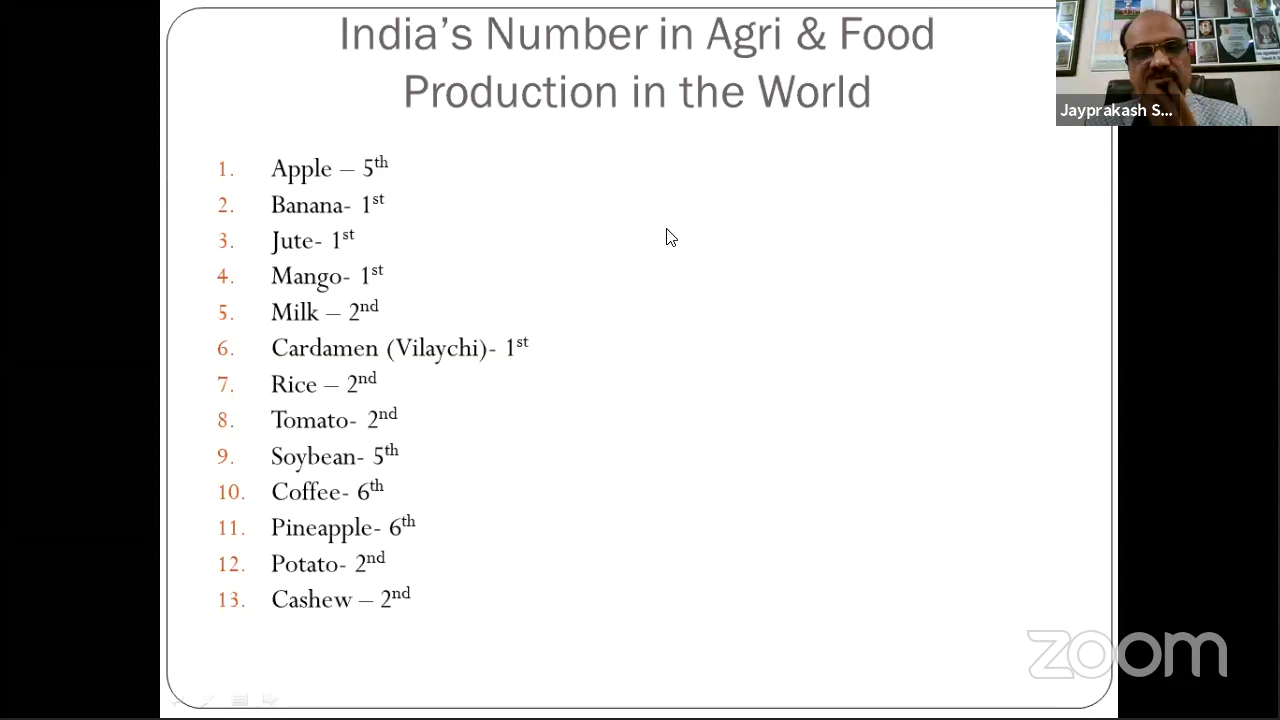 India's Number in Agri & Food
Production in the World
Jayprakash S...
1. Apple – 5th
2. Banana- 1st
3. Jute- 1st
4. Mango- 1st
5. Milk – 2nd
6. Cardamen (Vilaychi)- 1st
7. Rice – 2nd
8. Tomato- 2nd
9. Soybean- 5th
10. Coffee- 6th
11. Pineapple- 6th
12. Potato- 2nd
13. Cashew – 2nd
zoom